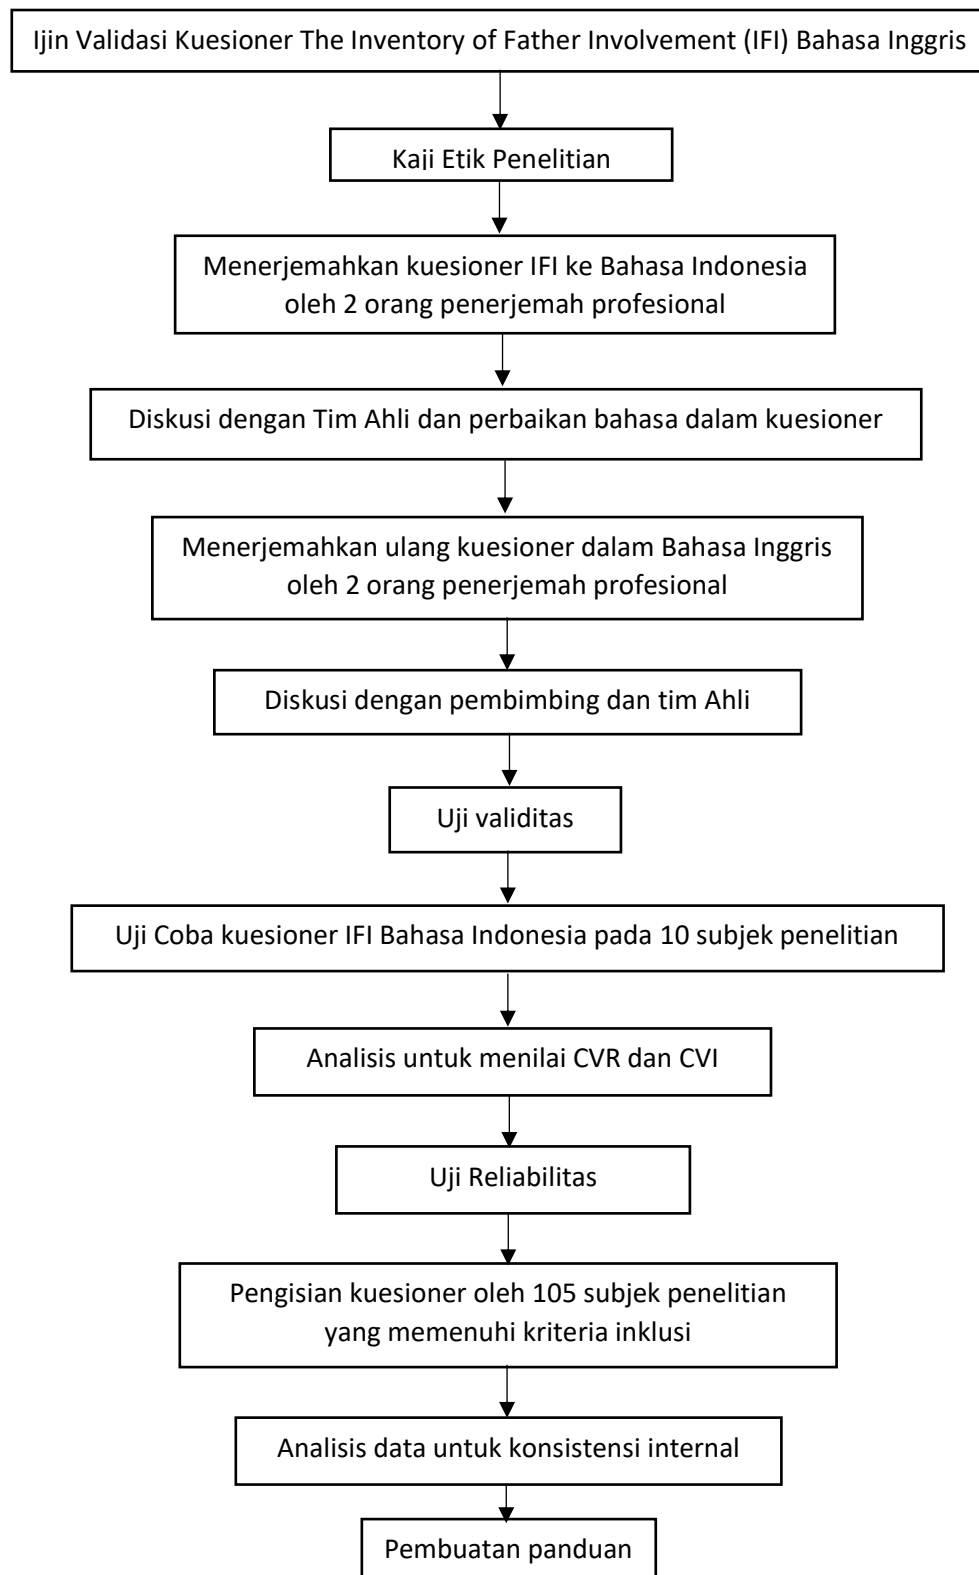 Ijin Validasi Kuesioner The Inventory of Father Involvement (IFI) Bahasa Inggris
Kaji Etik Penelitian
Menerjemahkan kuesioner IFI ke Bahasa Indonesia
oleh 2 orang penerjemah profesional
Diskusi dengan Tim Ahli dan perbaikan bahasa dalam kuesioner
Menerjemahkan ulang kuesioner dalam Bahasa Inggris
oleh 2 orang penerjemah profesional
Diskusi dengan pembimbing dan tim Ahli
Uji validitas
Uji Coba kuesioner IFI Bahasa Indonesia pada 10 subjek penelitian
Analisis untuk menilai CVR dan CVI
Uji Reliabilitas
Pengisian kuesioner oleh 105 subjek penelitian
yang memenuhi kriteria inklusi
Analisis data untuk konsistensi internal
Pembuatan panduan